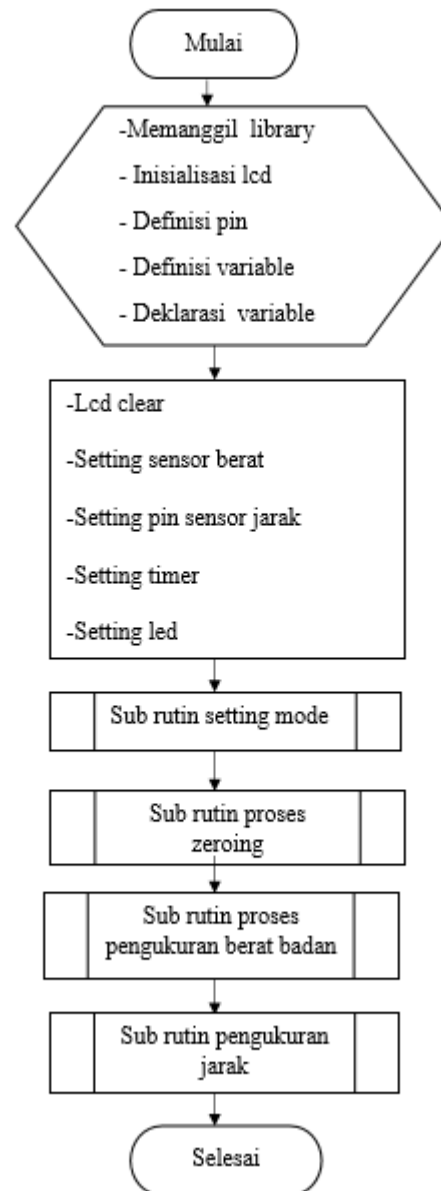 Mulai
-Memanggil library
- Inisialisasi lcd
- Definisi pin
- Definisi variable
- Deklarasi variable
-Lcd clear
-Setting sensor berat
-Setting pin sensor jarak
-Setting timer
-Setting led
Sub rutin setting mode
Sub rutin proses
zeroing
Sub rutin proses
pengukuran berat badan
Sub rutin pengukuran
jarak
Selesai